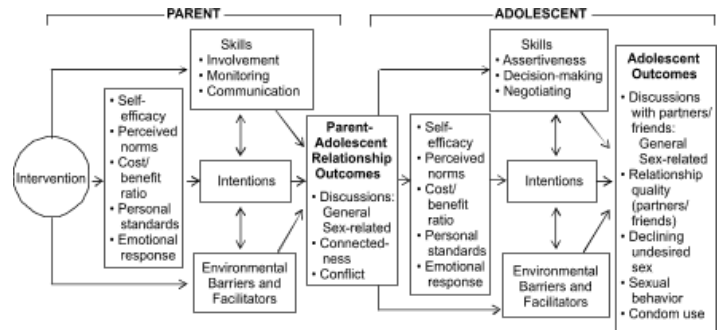 PARENT
ADOLESCENT
Intervention
• Self-
efficacy
• Perceived
norms
• Cost/
benefit
ratio
• Personal
standards
• Emotional
response
Skills
• Involvement
• Monitoring
• Communication
Intentions
Environmental
Barriers and
Facilitators
Parent-
Adolescent
Relationship
Outcomes
• Discussions:
General
Sex-related
• Connected-
ness
• Conflict
• Self-
efficacy
• Perceived
norms
• Cost/
benefit
ratio
• Personal
standards
• Emotional
response
Skills
• Assertiveness
• Decision-making
• Negotiating
Intentions
Environmental
Barriers and
Facilitators
Adolescent
Outcomes
• Discussions
with partners/
friends:
General
Sex-related
• Relationship
quality
(partners/
friends)
• Declining
undesired
sex
• Sexual
behavior
• Condom use